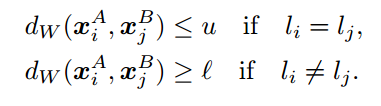 d_W(x_i^A, x_j^B) ≤ u if l_i = l_j,
d_W(x_i^A, x_j^B) ≥ ℓ if l_i ≠ l_j.